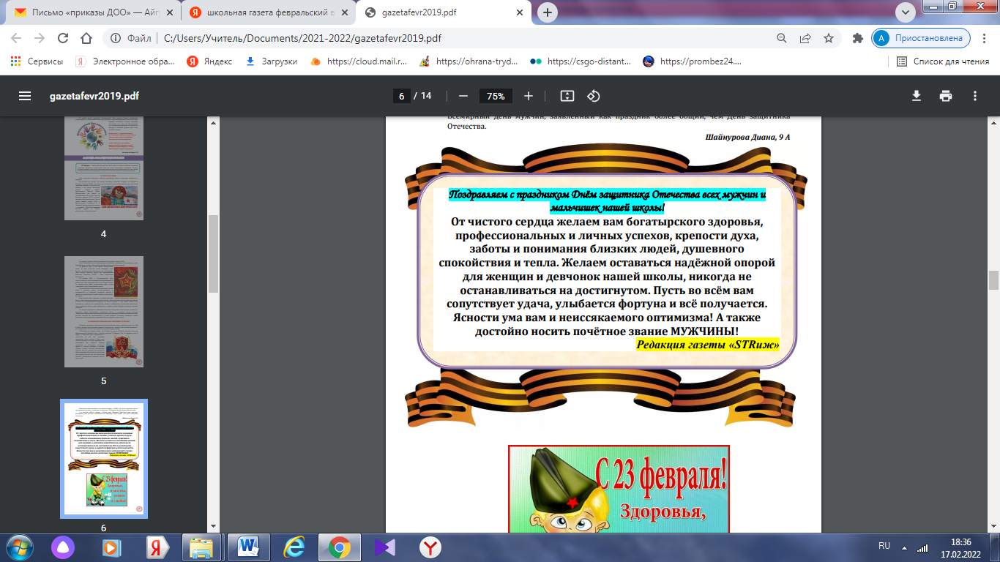 Письмо «приказы ДОО» — Айг
школьная газета февральский в
gazetafevr2019.pdf
Файл
C:/Users/Учитель/Documents/2021-2022/gazetafevr2019.pdf
А
Приостановлена
Сервисы
Электронное обра...
Яндекс
Загрузки
https://cloud.mail.r...
https://ohrana-tryd...
https://csgo-distant...
https://prombez24....
Список для чтения
gazetafevr2019.pdf
6 / 14
75%
4
5
6
Всемирный день мужчин, заявленный как праздник более общий, чем День защитника
Отечества.
Шайнурова Диана, 9 А
Поздравляем с праздником Днём защитника Отечества всех мужчин и
мальчишек нашей школы!
От чистого сердца желаем вам богатырского здоровья,
профессиональных и личных успехов, крепости духа,
заботы и понимания близких людей, душевного
спокойствия и тепла. Желаем оставаться надёжной опорой
для женщин и девчонок нашей школы, никогда не
останавливаться на достигнутом. Пусть во всём вам
сопутствует удача, улыбается фортуна и всё получается.
Ясности ума вам и неиссякаемого оптимизма! А также
достойно носить почётное звание МУЖЧИНЫ!
Редакция газеты «STRиж»
С 23 февраля!
Здоровья,
RU
18:36
17.02.2022